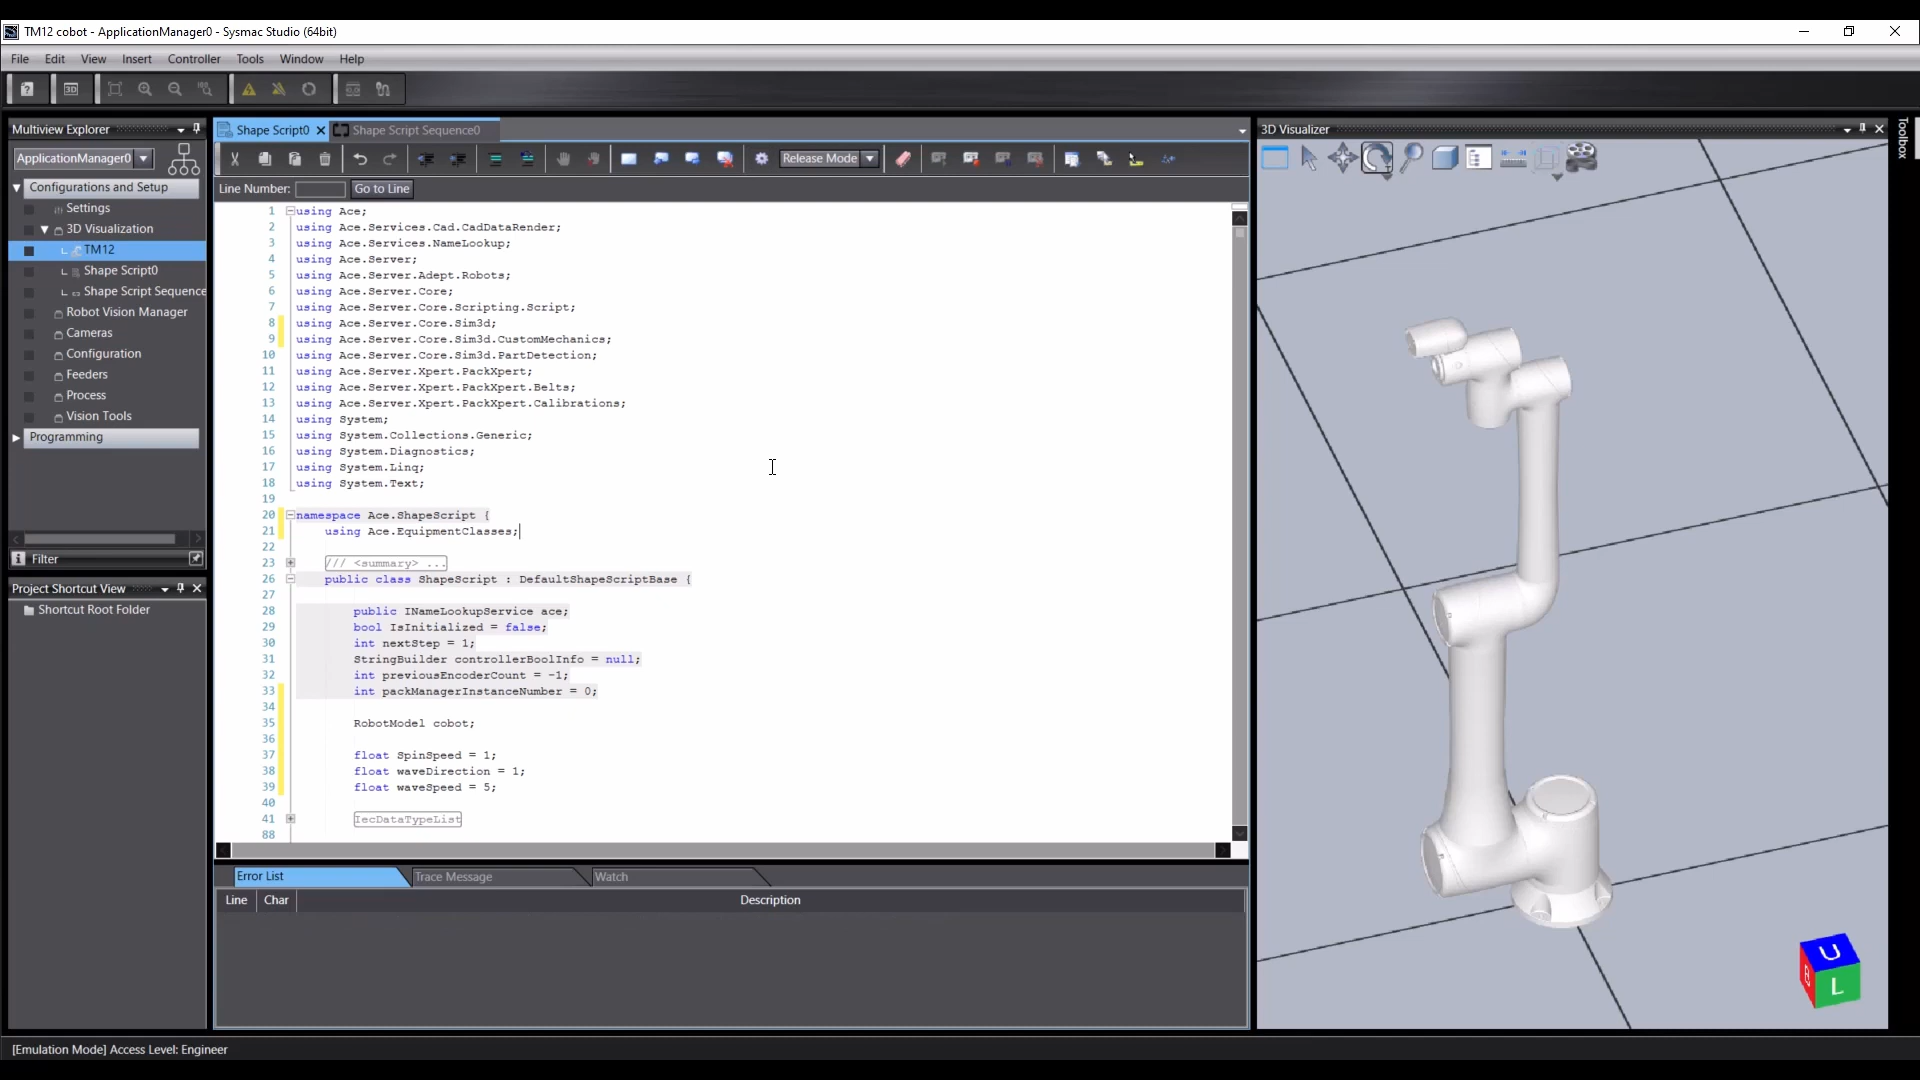 TM12 cobot - ApplicationManager0 - Sysmac Studio (64bit)
File Edit View Insert Controller Tools Window Help
3D
Multiview Explorer
ApplicationManager0
Configurations and Setup
Settings
3D Visualization
TM12
Shape Script0
Shape Script Sequence
Robot Vision Manager
Cameras
Configuration
Feeders
Process
Vision Tools
Programming
Filter
Project Shortcut View
Shortcut Root Folder
Shape Script0 Shape Script Sequence0
Release Mode
Line Number: Go to Line
1 using Ace;
2 using Ace.Services.Cad.CadDataRender;
3 using Ace.Services.NameLookup;
4 using Ace.Server;
5 using Ace.Server.Adept.Robots;
6 using Ace.Server.Core;
7 using Ace.Server.Core.Scripting.Script;
8 using Ace.Server.Core.Sim3d;
9 using Ace.Server.Core.Sim3d.CustomMechanics;
10 using Ace.Server.Core.Sim3d.PartDetection;
11 using Ace.Server.Xpert.PackXpert;
12 using Ace.Server.Xpert.PackXpert.Belts;
13 using Ace.Server.Xpert.PackXpert.Calibrations;
14 using System;
15 using System.Collections.Generic;
16 using System.Diagnostics;
17 using System.Linq;
18 using System.Text;
19
20 namespace Ace.ShapeScript {
21 using Ace.EquipmentClasses;
22
23 /// <summary> ...
26 public class ShapeScript : DefaultShapeScriptBase {
27
28 public INameLookupService ace;
29 bool IsInitialized = false;
30 int nextStep = 1;
31 StringBuilder controllerBoolInfo = null;
32 int previousEncoderCount = -1;
33 int packManagerInstanceNumber = 0;
34
35 RobotModel cobot;
36
37 float SpinSpeed = 1;
38 float waveDirection = 1;
39 float waveSpeed = 5;
40
41 IecDataTypeList
88
Error List Trace Message Watch
Line Char Description
3D Visualizer
Toolbox
U
L
[Emulation Mode] Access Level: Engineer